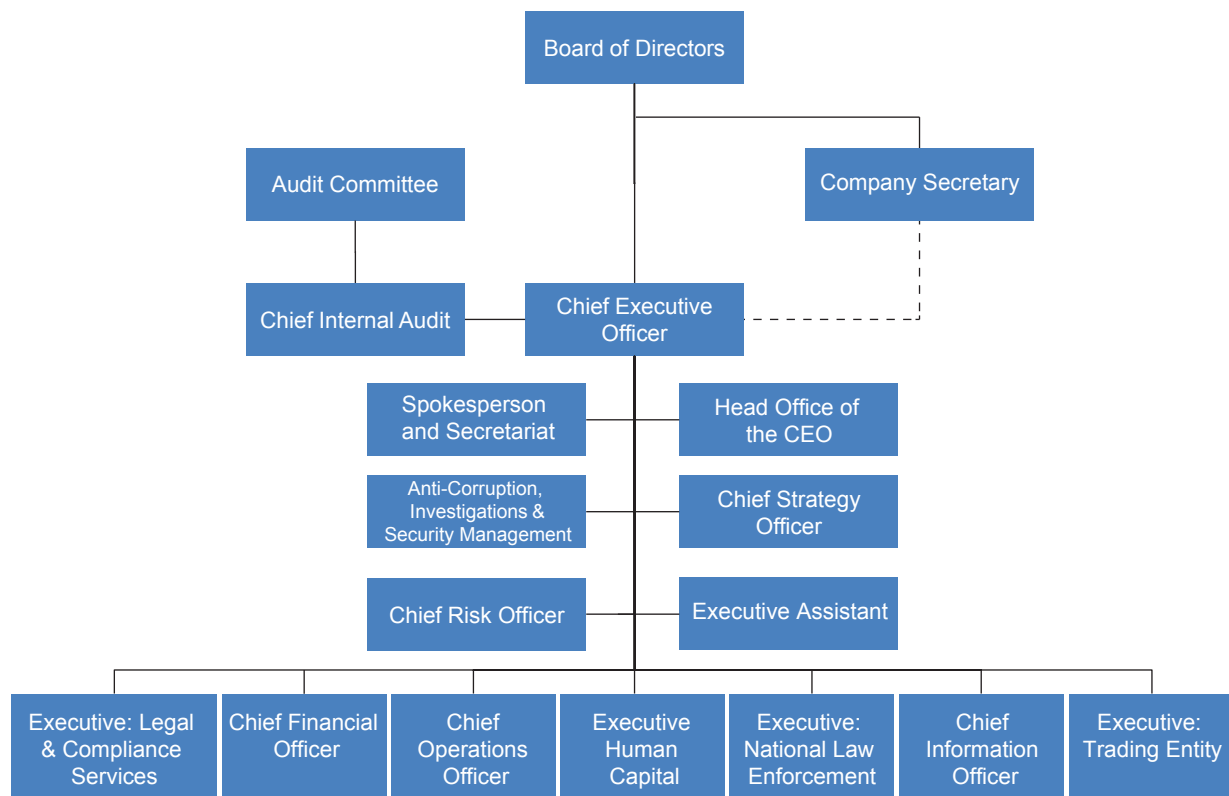 Board of Directors
Audit Committee
Company Secretary
Chief Internal Audit
Chief Executive
Officer
Spokesperson
and Secretariat
Head Office of
the CEO
Anti-Corruption,
Investigations &
Security Management
Chief Strategy
Officer
Chief Risk Officer
Executive Assistant
Executive: Legal
& Compliance
Services
Chief Financial
Officer
Chief
Operations
Officer
Executive
Human
Capital
Executive:
National Law
Enforcement
Chief
Information
Officer
Executive:
Trading Entity